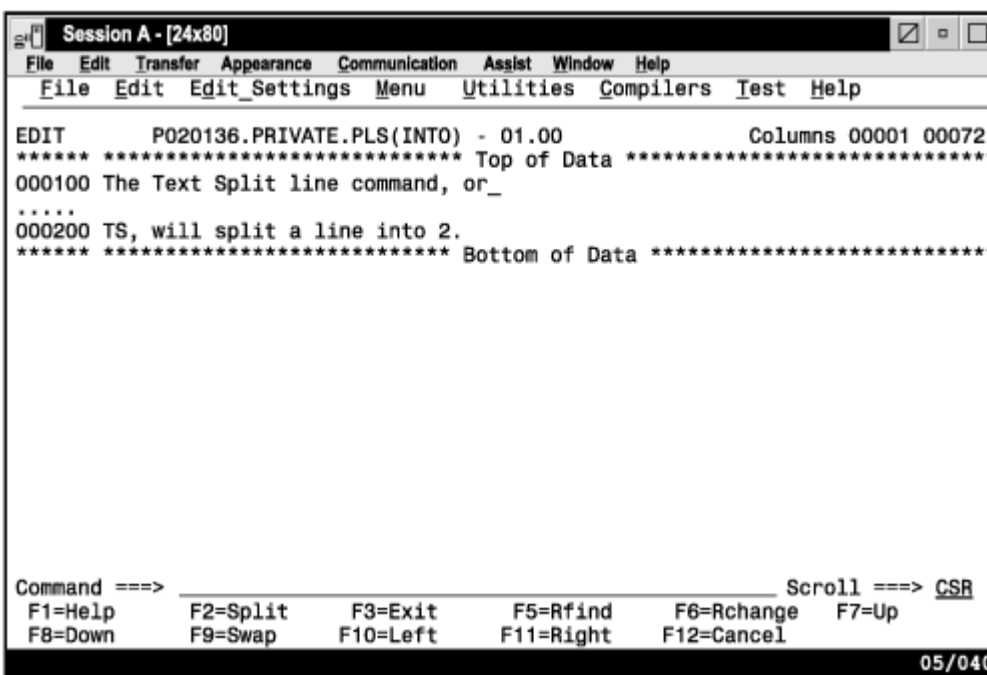 Session A - [24x80]
File Edit Transfer Appearance Communication Assist Window Help
File Edit Edit_Settings Menu Utilities Compilers Test Help
EDIT P020136.PRIVATE.PLS(INTO) - 01.00 Columns 00001 00072
****** ***************************** Top of Data ******************************
000100 The Text Split line command, or_
.....
000200 TS, will split a line into 2.
****** **************************** Bottom of Data ****************************
Command ===> Scroll ===> CSR
F1=Help F2=Split F3=Exit F5=Rfind F6=Rchange F7=Up
F8=Down F9=Swap F10=Left F11=Right F12=Cancel
05/040